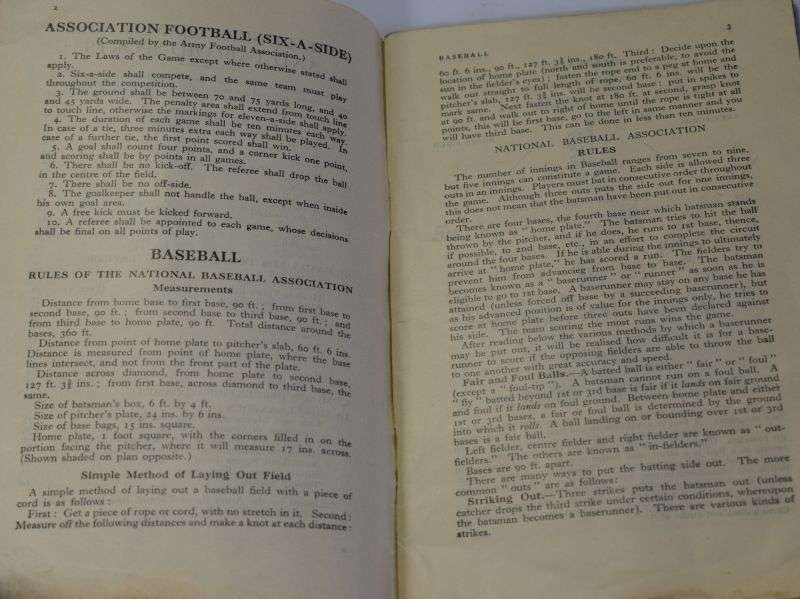 2
ASSOCIATION FOOTBALL (SIX-A-SIDE)
(Compiled by the Army Football Association.)
1. The Laws of the Game except where otherwise stated shall
apply.
2. Six-a-side shall compete, and the same team must play
throughout the competition.
3. The ground shall be between 70 and 75 yards long, and 40
and 45 yards wide. The penalty area shall extend from touch line
to touch line, otherwise the markings for eleven-a-side shall apply.
4. The duration of each game shall be ten minutes each way.
In case of a tie, three minutes extra each way shall be played. In
case of a further tie, the first point scored shall win.
5. A goal shall count four points, and a corner kick one point,
and scoring shall be by points in all games.
6. There shall be no kick-off. The referee shall drop the ball
in the centre of the field.
7. There shall be no off-side.
8. The goalkeeper shall not handle the ball, except when inside
his own goal area.
9. A free kick must be kicked forward.
10. A referee shall be appointed to each game, whose decisions
shall be final on all points of play.
BASEBALL
RULES OF THE NATIONAL BASEBALL ASSOCIATION
Measurements
Distance from home base to first base, 90 ft.; from first base to
second base, 90 ft.; from second base to third base, 90 ft.; and
from third base to home plate, 90 ft. Total distance around the
bases, 360 ft.
Distance from point of home plate to pitcher's slab, 60 ft. 6 ins.
Distance is measured from point of home plate, where the base
lines intersect, and not from the front part of the plate.
Distance across diamond, from home plate to second base,
127 ft. 3⅜ ins.; from first base, across diamond to third base, the
same.
Size of batsman's box, 6 ft. by 4 ft.
Size of pitcher's plate, 24 ins. by 6 ins.
Size of base bags, 15 ins. square.
Home plate, 1 foot square, with the corners filled in on the
portion facing the pitcher, where it will measure 17 ins. across.
(Shown shaded on plan opposite.)
Simple Method of Laying Out Field
A simple method of laying out a baseball field with a piece of
cord is as follows:
First: Get a piece of rope or cord, with no stretch in it. Second:
Measure off the following distances and make a knot at each distance:
3
BASEBALL
60 ft. 6 ins., 90 ft., 127 ft. 3⅜ ins., 180 ft. Third: Decide upon the
location of home plate (north and south is preferable, to avoid the
sun in the fielder's eyes); fasten the rope end to a peg at home and
walk out straight to full length of rope, 60 ft. 6 ins. will be the
pitcher's slab, 127 ft. 3⅜ ins. will be second base: put in spikes to
mark same. Next fasten the knot at 180 ft. at second, grasp knot
at 90 ft. and walk out right of home until the rope is tight at all
points, this will be first base, go to the left in same manner and you
will have third base. This can be done in less than ten minutes.
NATIONAL BASEBALL ASSOCIATION
RULES
The number of innings in Baseball ranges from seven to nine,
but five innings can constitute a game. Each side is allowed three
outs in an innings. Players must bat in consecutive order throughout
the game. Although three outs puts the side out for one innings,
this does not mean that the batsman have been put out in consecutive
order.
There are four bases, the fourth base near which batsman stands
being known as "home plate." The batsman tries to hit the ball
thrown by the pitcher, and if he does, he runs to 1st base, thence,
if possible, to 2nd base, etc., in an effort to complete the circuit
around the four bases. If he be able during the innings to ultimately
arrive at "home plate," he has scored a run. The fielders try to
prevent him from advancing from base to base. The batsman
becomes known as a "baserunner" or "runner" as soon as he is
eligible to go to 1st base. A baserunner may stay on any base he has
attained (unless forced off base by a succeeding baserunner), but
as his advanced position is of value for the innings only, he tries to
score at home plate before three outs have been declared against
his side. The team scoring the most runs wins the game.
After reading below the various methods by which a baserunner
may be put out, it will be realised how difficult it is for a base-
runner to score if the opposing fielders are able to throw the ball
to one another with great accuracy and speed.
Fair and Foul Balls.—A batted ball is either "fair" or "foul"
(except a "foul-tip"). A batsman cannot run on a foul ball. A
"fly" batted beyond 1st or 3rd base is fair if it lands on fair ground
and foul if it lands on foul ground. Between home plate and either
1st or 3rd bases, a fair or foul ball is determined by the ground
into which it rolls. A ball landing on or bounding over 1st or 3rd
bases is a fair ball.
Left fielder, centre fielder and right fielder are known as "out-
fielders." The others are known as "in-fielders."
Bases are 90 ft. apart.
There are many ways to put the batting side out. The more
common "outs" are as follows:
Striking Out.—Three strikes puts the batsman out (unless
catcher drops the third strike under certain conditions, whereupon
the batsman becomes a baserunner). There are various kinds of
strikes.